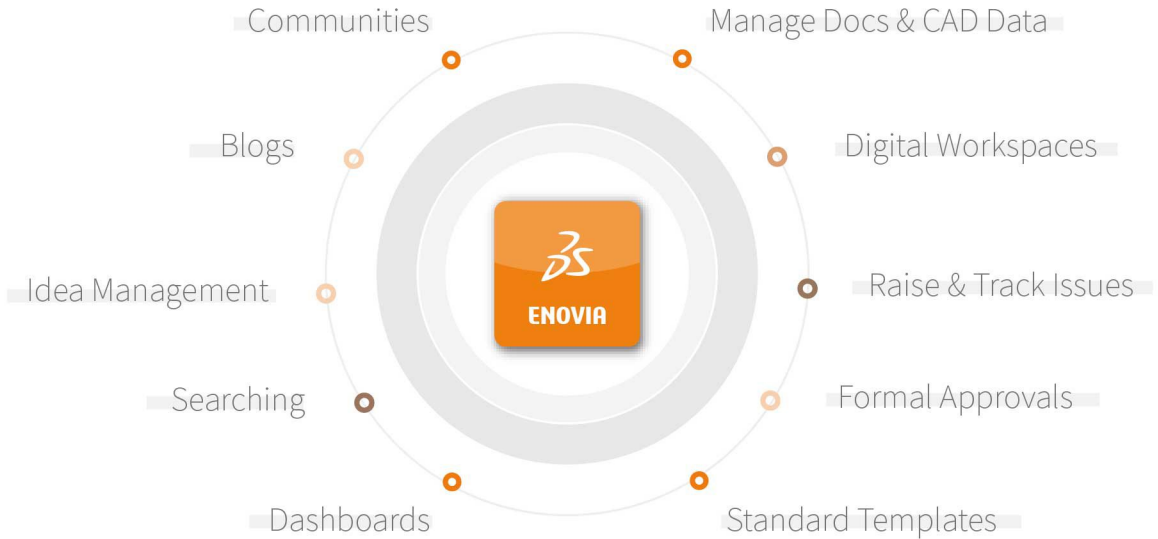 Communities
Manage Docs & CAD Data
Blogs
Digital Workspaces
Idea Management
Raise & Track Issues
ENOVIA
Searching
Formal Approvals
Dashboards
Standard Templates